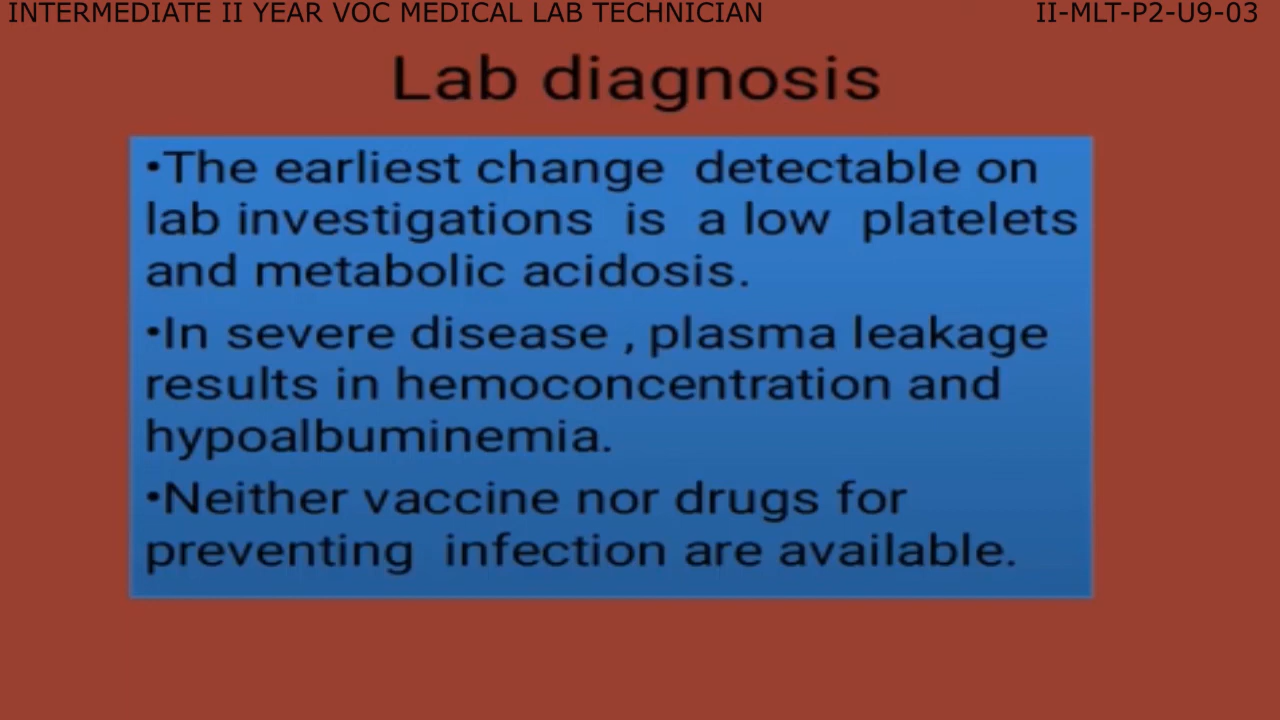 INTERMEDIATE II YEAR VOC MEDICAL LAB TECHNICIAN II-MLT-P2-U9-03
Lab diagnosis
•The earliest change detectable on
lab investigations is a low platelets
and metabolic acidosis.
•In severe disease , plasma leakage
results in hemoconcentration and
hypoalbuminemia.
•Neither vaccine nor drugs for
preventing infection are available.